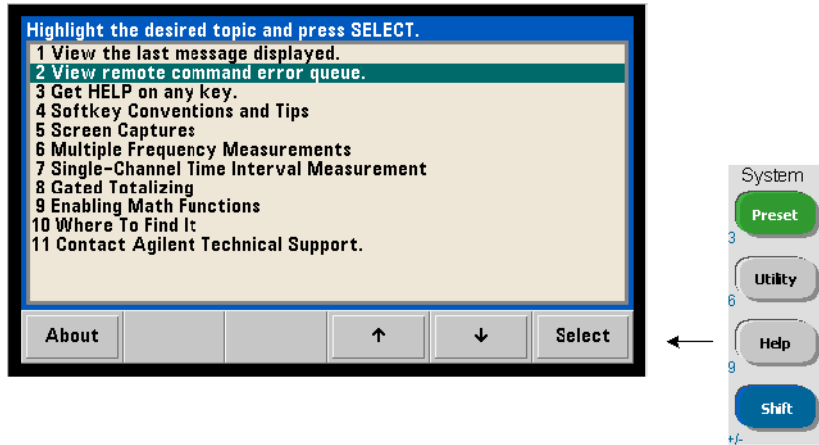 Highlight the desired topic and press SELECT.
1 View the last message displayed.
2 View remote command error queue.
3 Get HELP on any key.
4 Softkey Conventions and Tips
5 Screen Captures
6 Multiple Frequency Measurements
7 Single-Channel Time Interval Measurement
8 Gated Totalizing
9 Enabling Math Functions
10 Where To Find It
11 Contact Agilent Technical Support.
About ↑ ↓ Select
System
Preset
3
Utility
6
Help
9
Shift
+/-